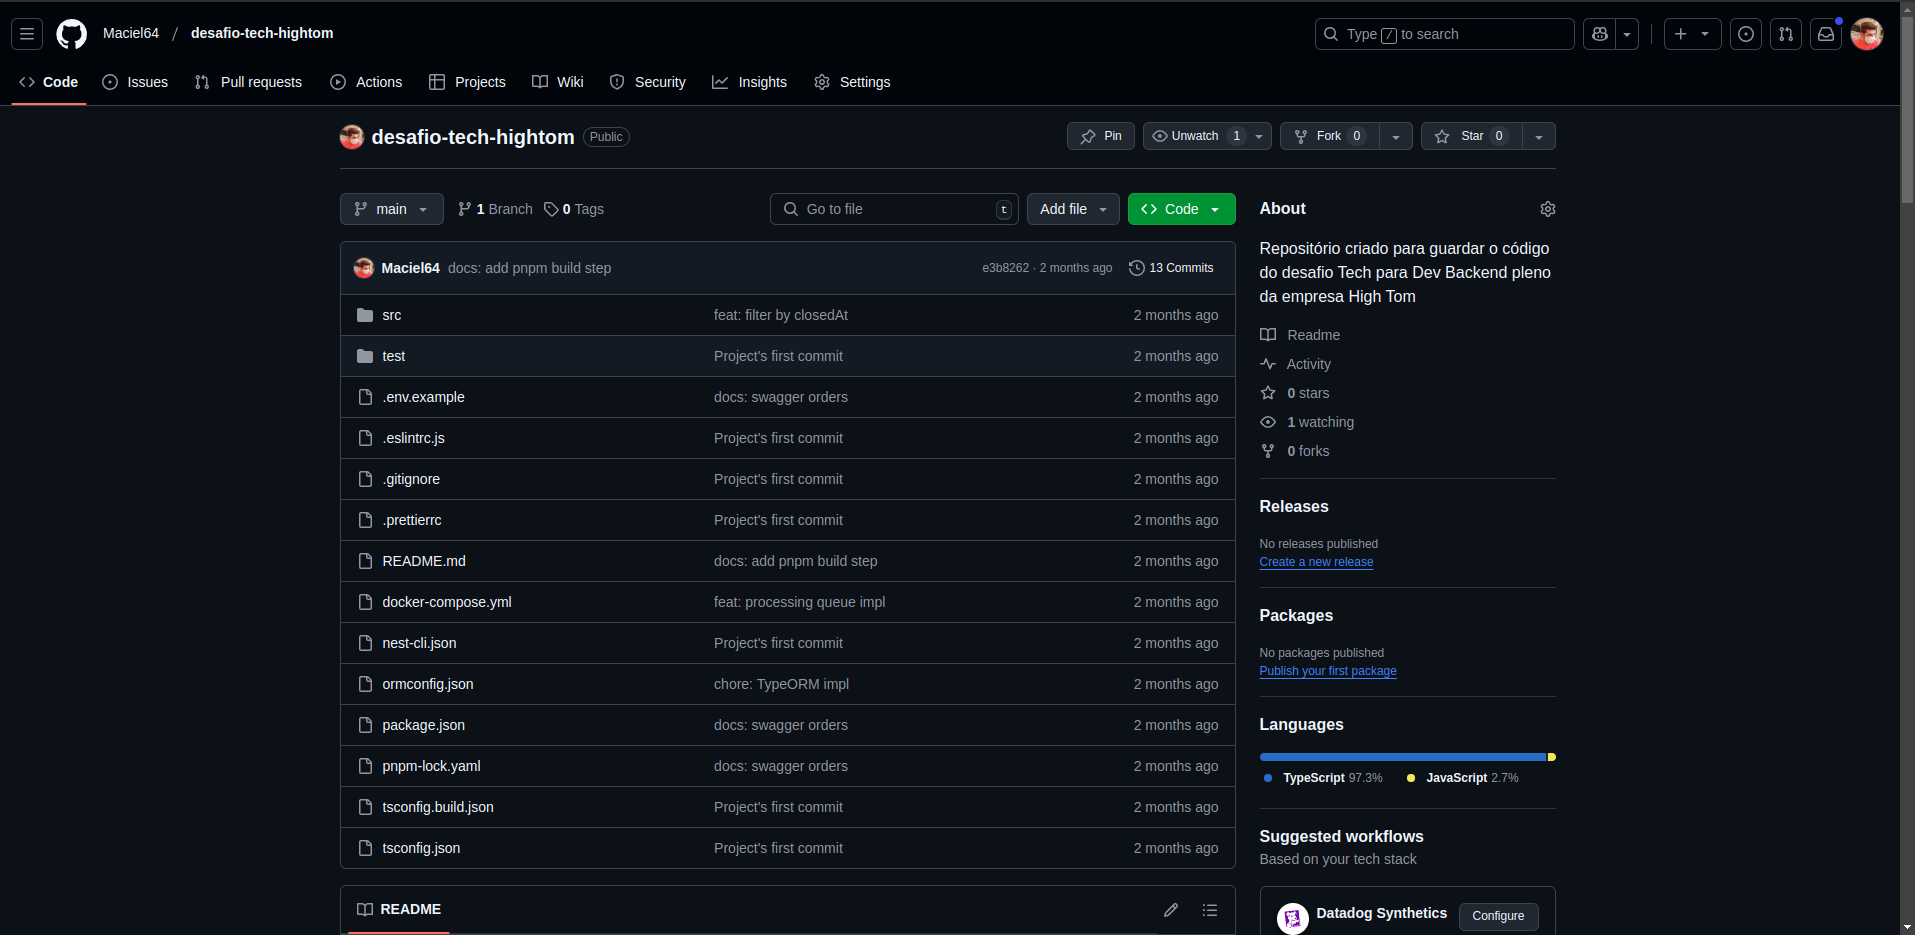 Maciel64 / desafio-tech-hightom
Type / to search
Code Issues Pull requests Actions Projects Wiki Security Insights Settings
desafio-tech-hightom Public
Pin Unwatch 1 Fork 0 Star 0
main 1 Branch 0 Tags Go to file t Add file Code
Maciel64 docs: add pnpm build step e3b8262 · 2 months ago 13 Commits
src feat: filter by closedAt 2 months ago
test Project's first commit 2 months ago
.env.example docs: swagger orders 2 months ago
.eslintrc.js Project's first commit 2 months ago
.gitignore Project's first commit 2 months ago
.prettierrc Project's first commit 2 months ago
README.md docs: add pnpm build step 2 months ago
docker-compose.yml feat: processing queue impl 2 months ago
nest-cli.json Project's first commit 2 months ago
ormconfig.json chore: TypeORM impl 2 months ago
package.json docs: swagger orders 2 months ago
pnpm-lock.yaml docs: swagger orders 2 months ago
tsconfig.build.json Project's first commit 2 months ago
tsconfig.json Project's first commit 2 months ago
README
About
Repositório criado para guardar o código
do desafio Tech para Dev Backend pleno
da empresa High Tom
Readme
Activity
0 stars
1 watching
0 forks
Releases
No releases published
Create a new release
Packages
No packages published
Publish your first package
Languages
TypeScript 97.3% JavaScript 2.7%
Suggested workflows
Based on your tech stack
Datadog Synthetics Configure